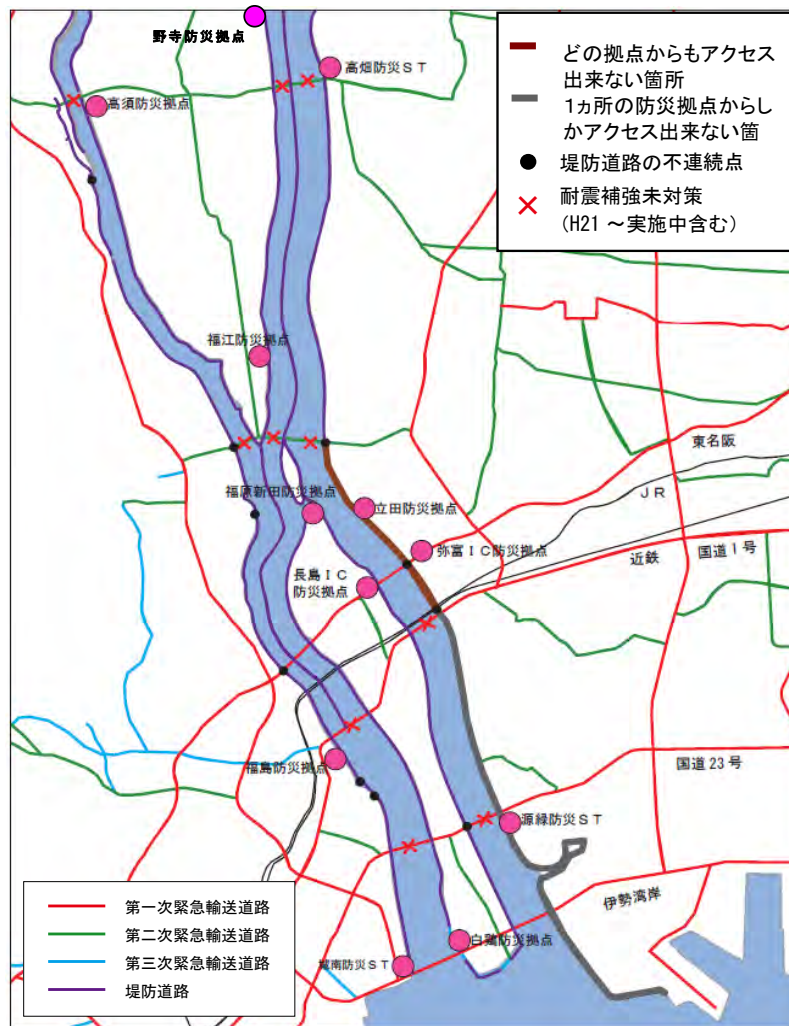 野寺防災拠点
高畑防災ST
高須防災拠点
どの拠点からもアクセス
出来ない箇所
1ヵ所の防災拠点からし
かアクセス出来ない箇
堤防道路の不連続点
耐震補強未対策
(H21 ~実施中含む)
福江防災拠点
東名阪
JR
福原新田防災拠点
立田防災拠点
弥富IC防災拠点
近鉄
国道1号
長島IC
防災拠点
福島防災拠点
国道23号
源緑防災ST
伊勢湾岸
白鶏防災拠点
南防災ST
第一次緊急輸送道路
第二次緊急輸送道路
第三次緊急輸送道路
堤防道路